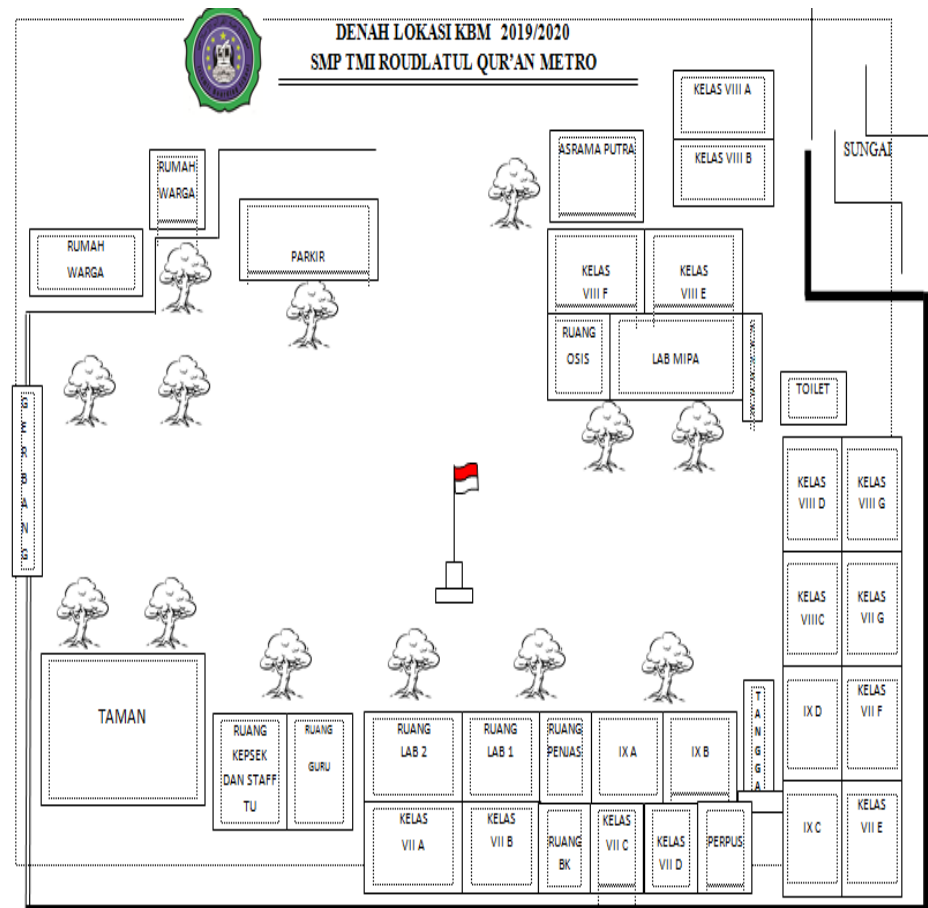 DENAH LOKASI KBM 2019/2020
SMP TMI ROUDLATUL QUR'AN METRO
KELAS VIII A
KELAS VIII B
SUNGAI
ASRAMA PUTRA
RUMAH
WARGA
RUMAH
WARGA
PARKIR
KELAS
VIII F
KELAS
VIII E
RUANG
OSIS
LAB MIPA
TOILET
GERBANG
KELAS
VIII D
KELAS
VIII G
KELAS
VIIIC
KELAS
VII G
IX D
KELAS
VII F
IX C
KELAS
VII E
TAMAN
RUANG
KEPSEK
DAN STAFF
TU
RUANG
GURU
RUANG
LAB 2
RUANG
LAB 1
RUANG
PENJAS
IX A
IX B
TANGGA
KELAS
VII A
KELAS
VII B
RUANG
BK
KELAS
VII C
KELAS
VII D
PERPUS